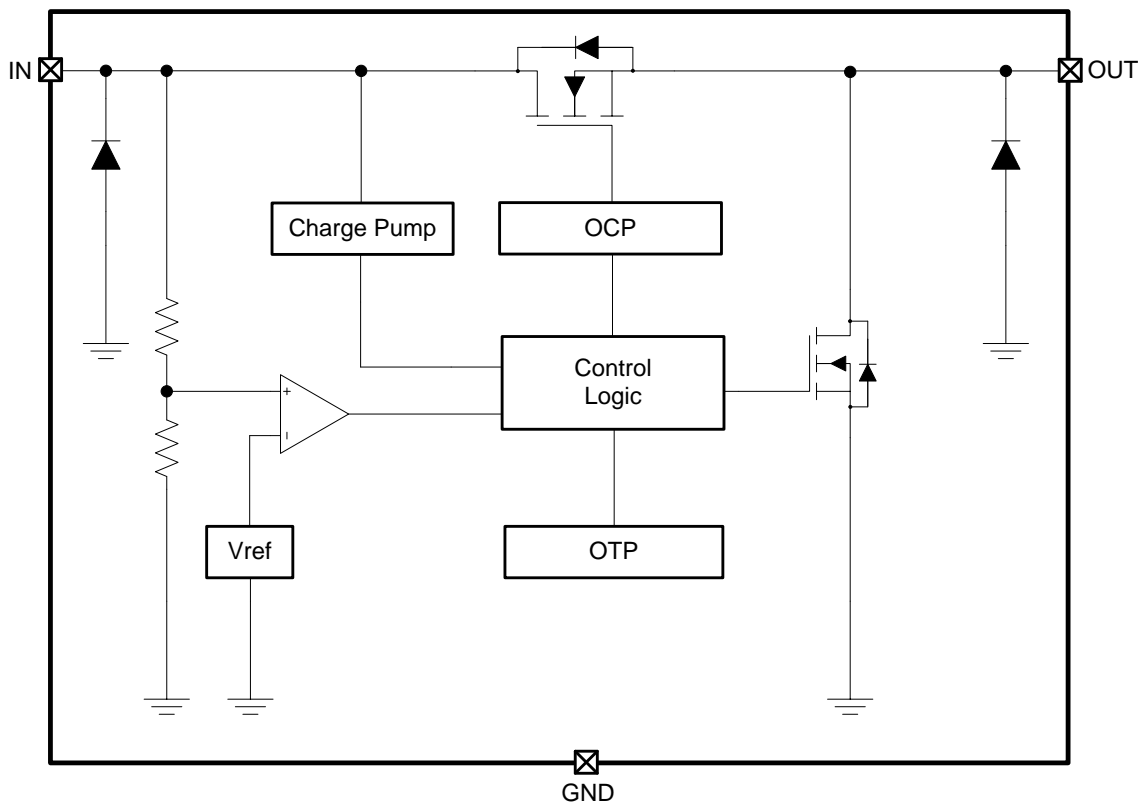 IN
OUT
Charge Pump
OCP
Control
Logic
+
-
Vref
OTP
GND